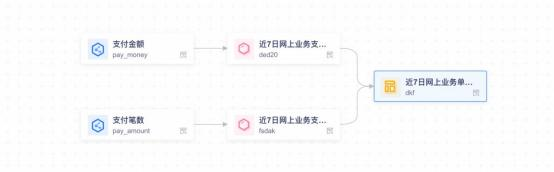 支付金额
pay_money
近7日网上业务支...
ded20
近7日网上业务单...
dkf
支付笔数
pay_amount
近7日网上业务支...
fsdak